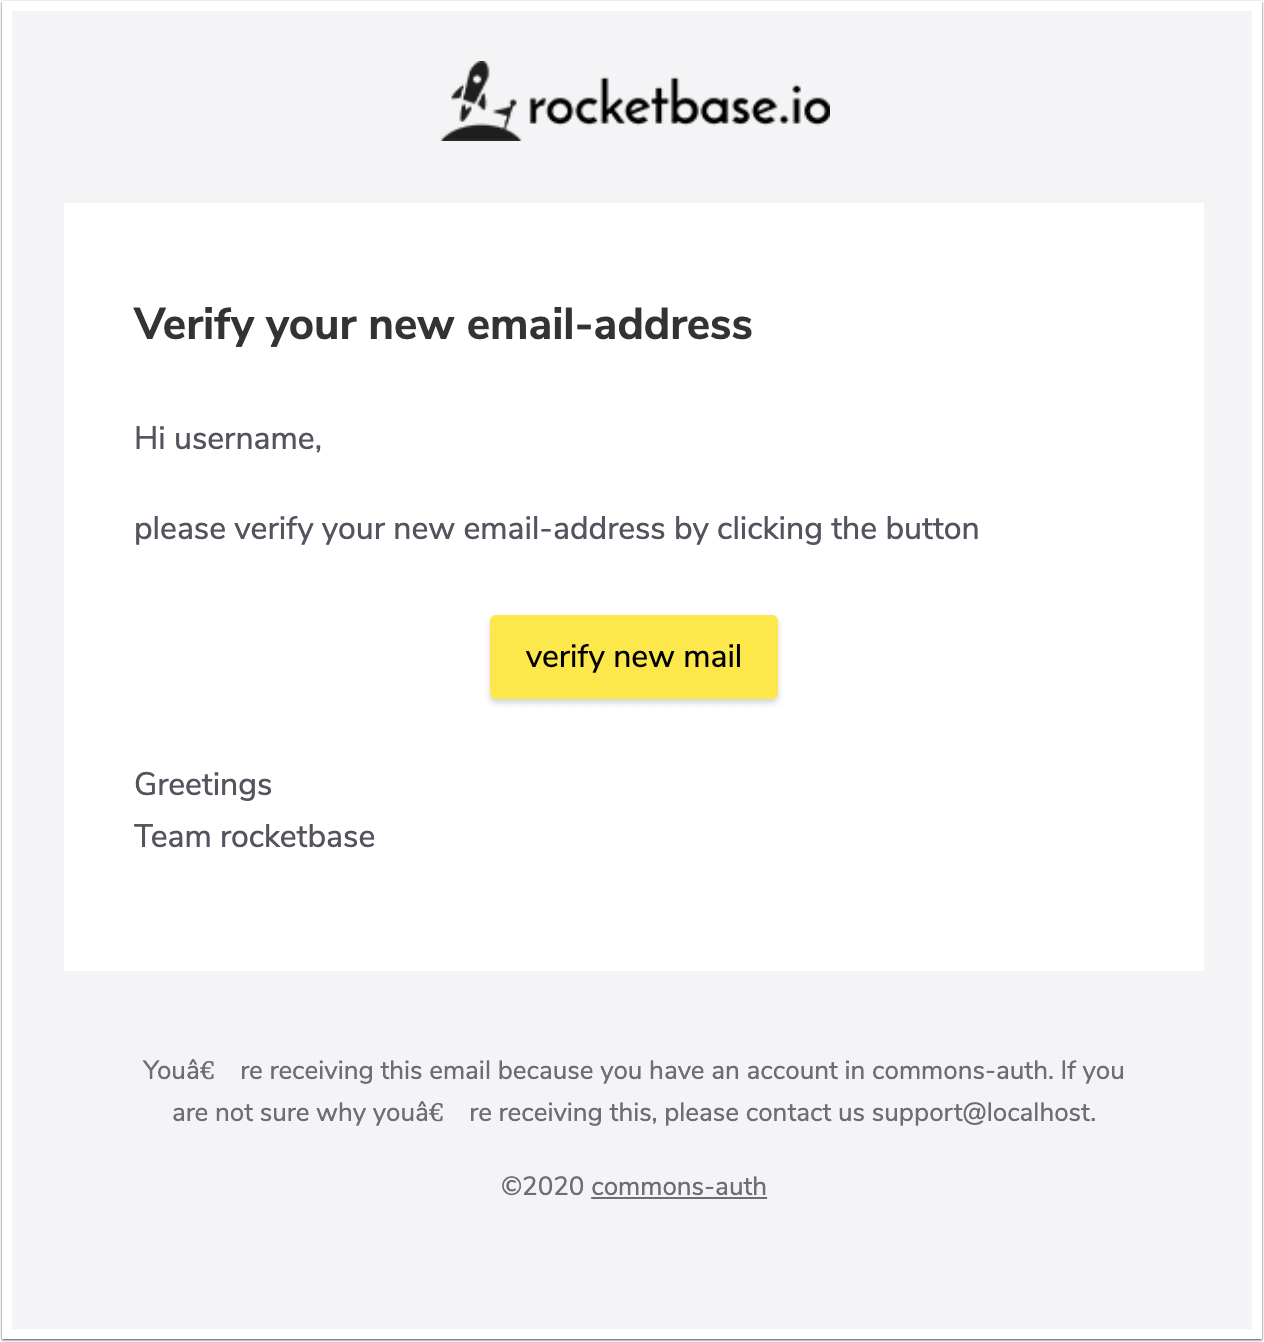 rocketbase.io
Verify your new email-address
Hi username,
please verify your new email-address by clicking the button
verify new mail
Greetings
Team rocketbase
Youâ€ re receiving this email because you have an account in commons-auth. If you
are not sure why youâ€ re receiving this, please contact us support@localhost.
©2020 commons-auth